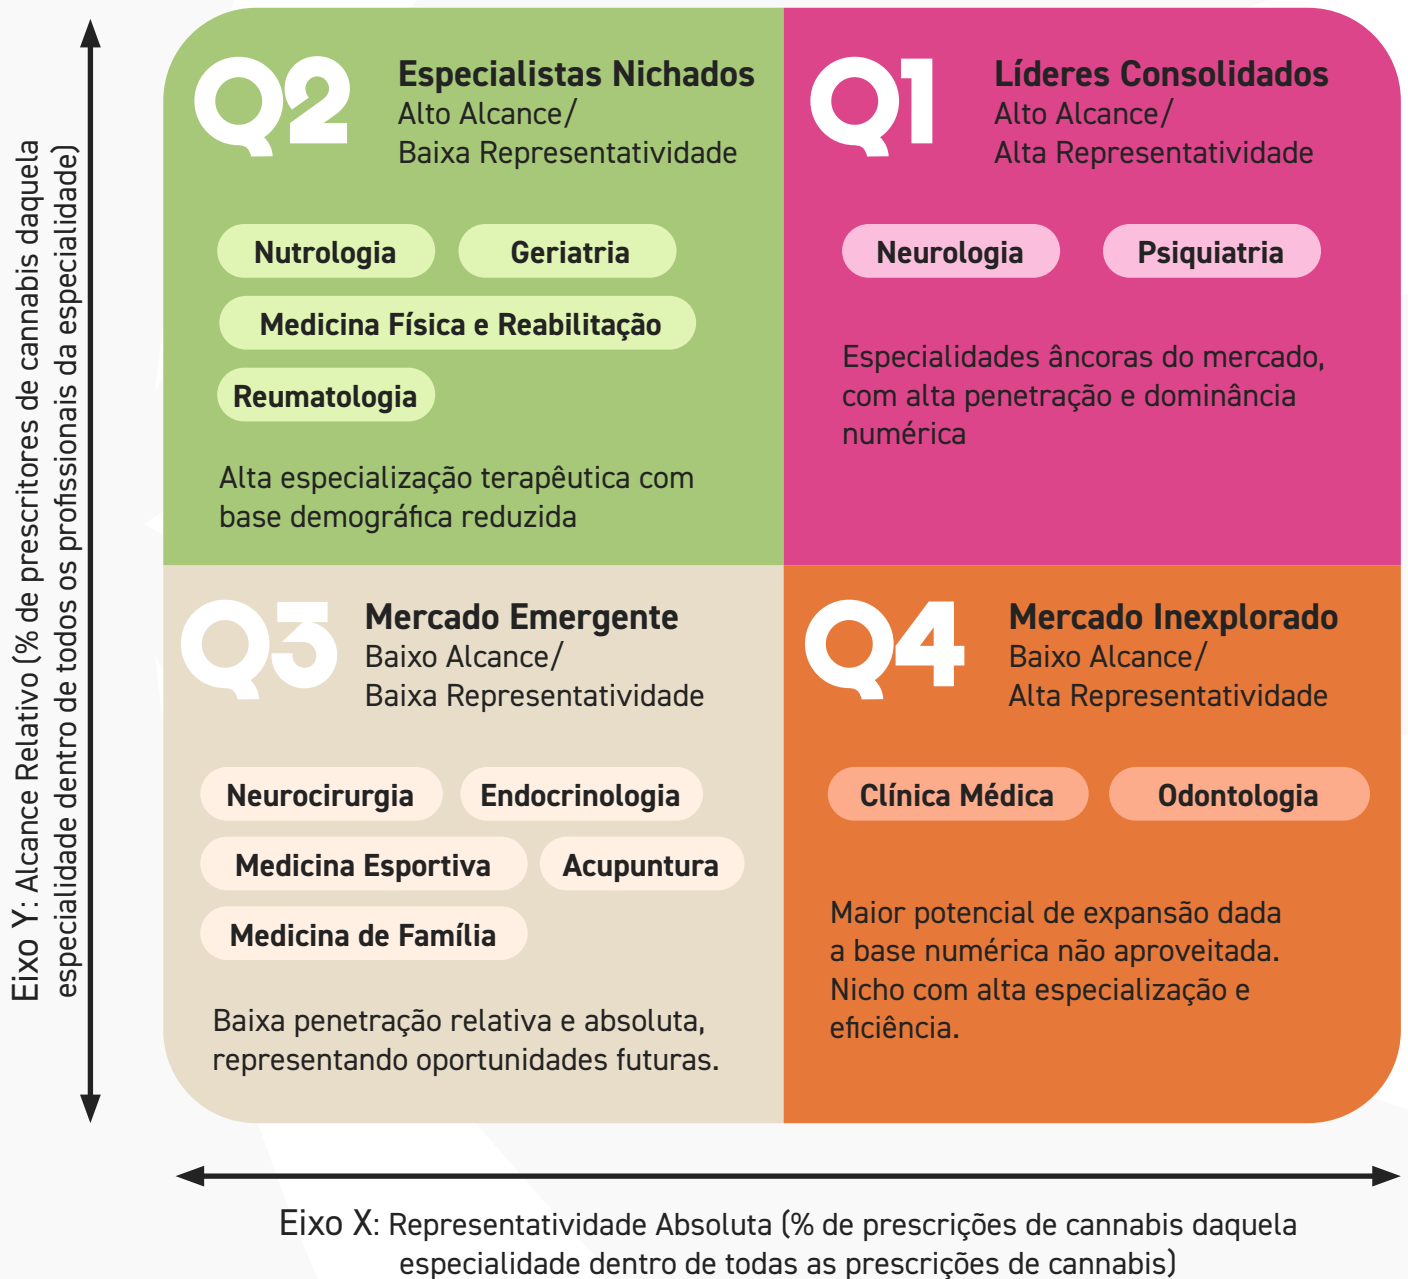 Eixo Y: Alcance Relativo (% de prescritores de cannabis daquela
especialidade dentro de todos os profissionais da especialidade)
Q2
Especialistas Nichados
Alto Alcance/
Baixa Representatividade
Nutrologia
Geriatria
Medicina Física e Reabilitação
Reumatologia
Alta especialização terapêutica com
base demográfica reduzida
Q1
Líderes Consolidados
Alto Alcance/
Alta Representatividade
Neurologia
Psiquiatria
Especialidades âncoras do mercado,
com alta penetração e dominância
numérica
Q3
Mercado Emergente
Baixo Alcance/
Baixa Representatividade
Neurocirurgia
Endocrinologia
Medicina Esportiva
Acupuntura
Medicina de Família
Baixa penetração relativa e absoluta,
representando oportunidades futuras.
Q4
Mercado Inexplorado
Baixo Alcance/
Alta Representatividade
Clínica Médica
Odontologia
Maior potencial de expansão dada
a base numérica não aproveitada.
Nicho com alta especialização e
eficiência.
Eixo X: Representatividade Absoluta (% de prescrições de cannabis daquela
especialidade dentro de todas as prescrições de cannabis)